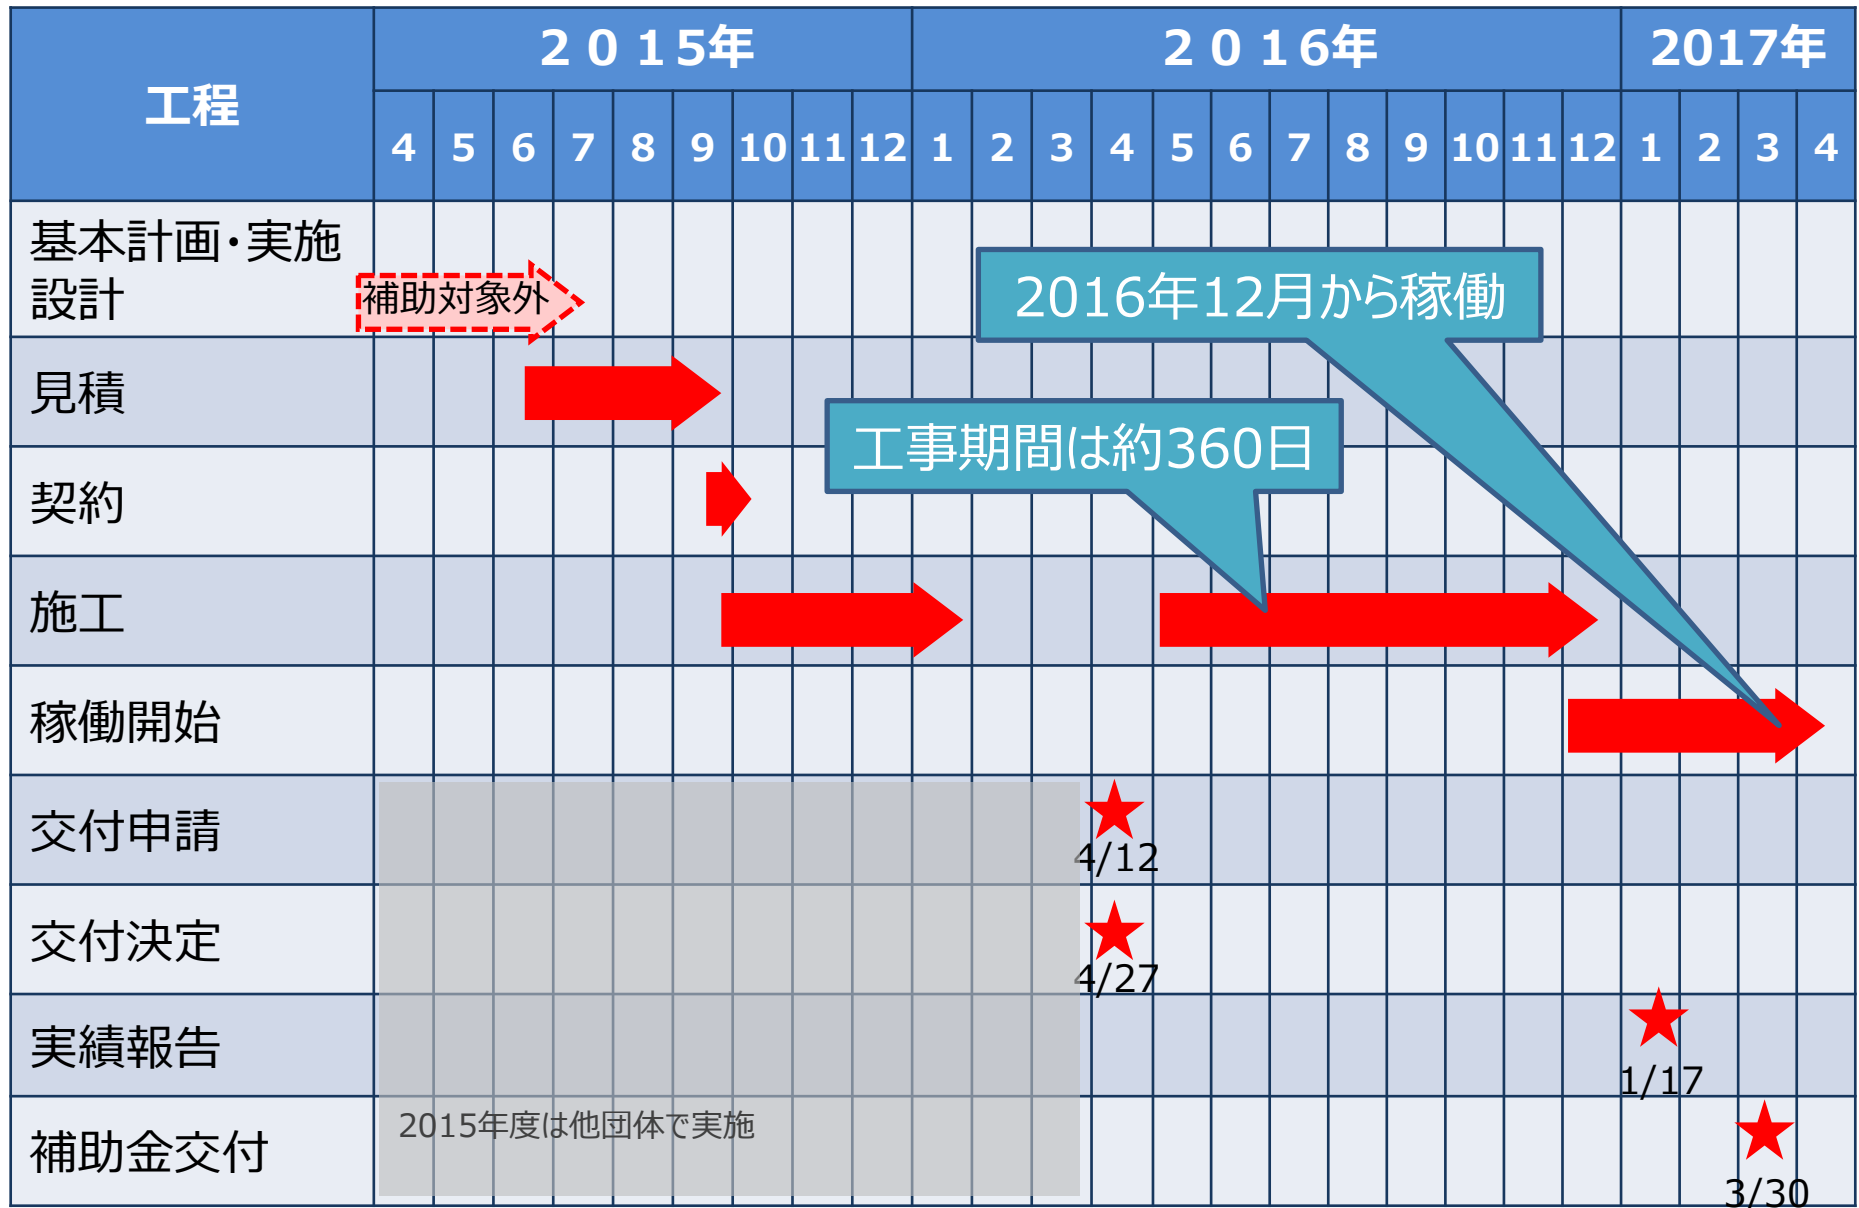 工程
２０１５年
２０１６年
2017年
4 5 6 7 8 9 10 11 12 1 2 3 4 5 6 7 8 9 10 11 12 1 2 3 4
基本計画・実施
設計
補助対象外
2016年12月から稼働
見積
工事期間は約360日
契約
施工
稼働開始
交付申請
4/12
交付決定
4/27
実績報告
1/17
2015年度は他団体で実施
補助金交付
3/30